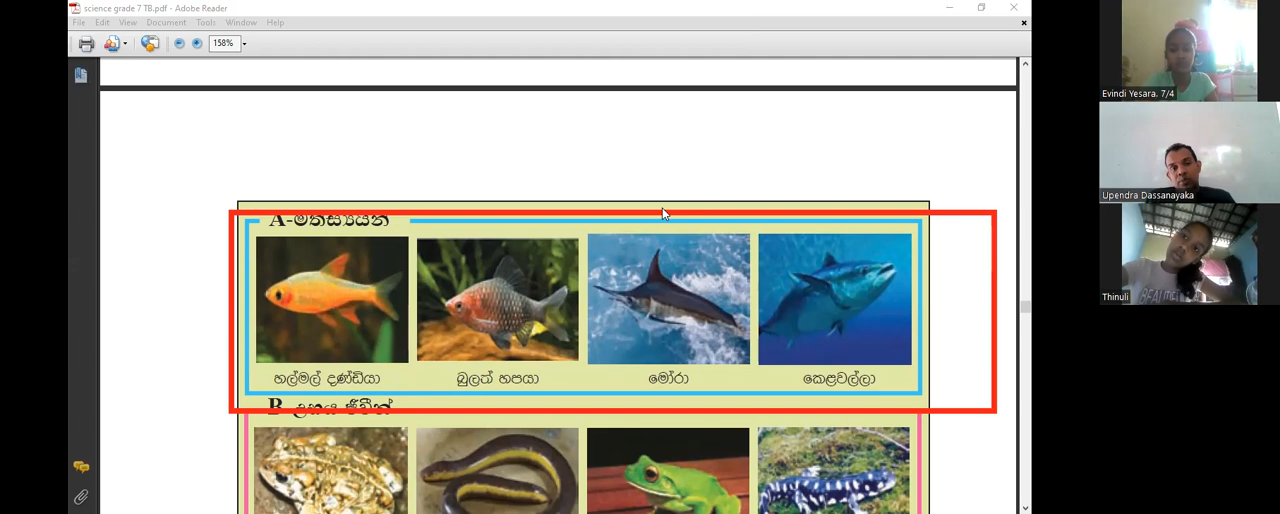 science grade 7 TB.pdf - Adobe Reader
File Edit View Document Tools Window Help
158%
A-මත්ස්‍යයන්
හල්මල් දණ්ඩියා බුලත් හපයා මෝරා කෙළවල්ලා
B උභය ජීවීන්
Evindi Yesara. 7/4
Upendra Dassanayaka
Thinuli